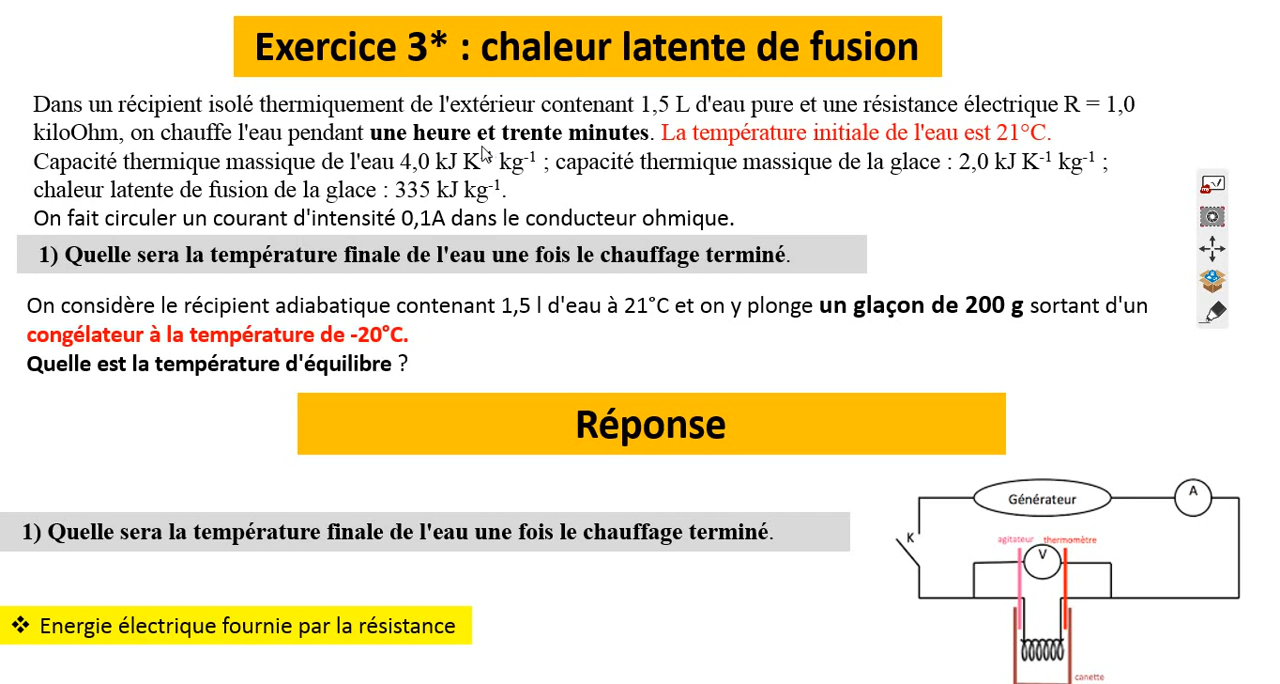 Exercice 3* : chaleur latente de fusion
Dans un récipient isolé thermiquement de l'extérieur contenant 1,5 L d'eau pure et une résistance électrique R = 1,0
kiloOhm, on chauffe l'eau pendant une heure et trente minutes. La température initiale de l'eau est 21°C.
Capacité thermique massique de l'eau 4,0 kJ K⁻¹ kg⁻¹ ; capacité thermique massique de la glace : 2,0 kJ K⁻¹ kg⁻¹ ;
chaleur latente de fusion de la glace : 335 kJ kg⁻¹.
On fait circuler un courant d'intensité 0,1A dans le conducteur ohmique.
1) Quelle sera la température finale de l'eau une fois le chauffage terminé.
On considère le récipient adiabatique contenant 1,5 l d'eau à 21°C et on y plonge un glaçon de 200 g sortant d'un
congélateur à la température de -20°C.
Quelle est la température d'équilibre ?
Réponse
Générateur
A
1) Quelle sera la température finale de l'eau une fois le chauffage terminé.
K
agitateur thermomètre
V
❖ Energie électrique fournie par la résistance
canette